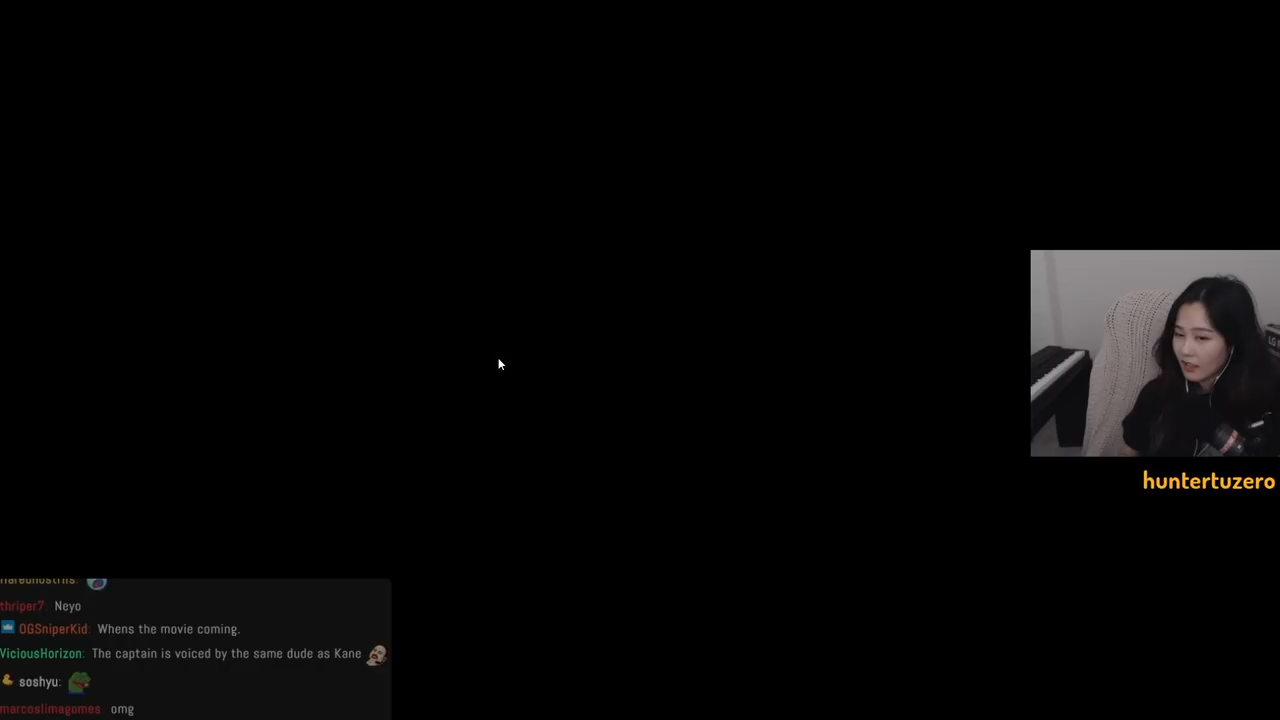 huntertuzero
thriper7: Neyo
OGSniperKid: Whens the movie coming.
ViciousHorizon: The captain is voiced by the same dude as Kane
soshyu:
marcoslimagomes: omg